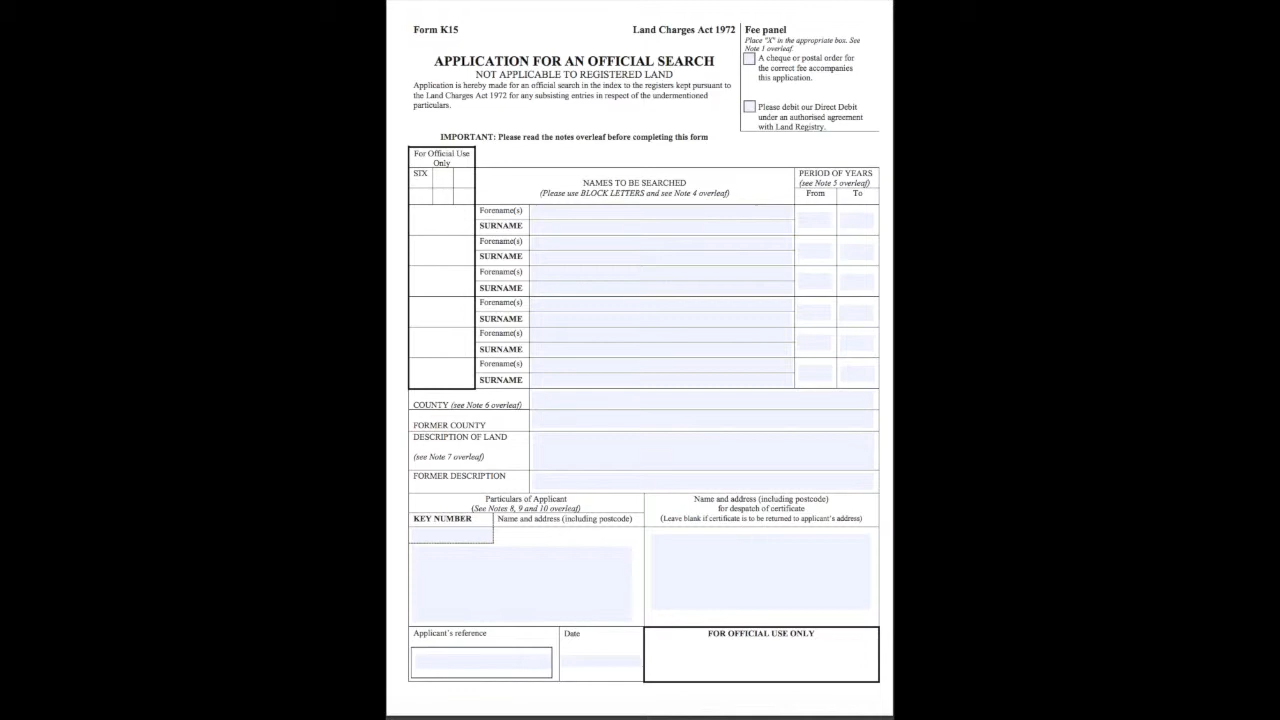 Form K15
Land Charges Act 1972
Fee panel
Place "X" in the appropriate box. See
Note 1 overleaf.
A cheque or postal order for
the correct fee accompanies
this application.
Please debit our Direct Debit
under an authorised agreement
with Land Registry.
APPLICATION FOR AN OFFICIAL SEARCH
NOT APPLICABLE TO REGISTERED LAND
Application is hereby made for an official search in the index to the registers kept pursuant to
the Land Charges Act 1972 for any subsisting entries in respect of the undermentioned
particulars.
IMPORTANT: Please read the notes overleaf before completing this form
For Official Use
Only
SIX
NAMES TO BE SEARCHED
(Please use BLOCK LETTERS and see Note 4 overleaf)
PERIOD OF YEARS
(see Note 5 overleaf)
From To
Forename(s)
SURNAME
Forename(s)
SURNAME
Forename(s)
SURNAME
Forename(s)
SURNAME
Forename(s)
SURNAME
Forename(s)
SURNAME
COUNTY (see Note 6 overleaf)
FORMER COUNTY
DESCRIPTION OF LAND
(see Note 7 overleaf)
FORMER DESCRIPTION
Particulars of Applicant
(See Notes 8, 9 and 10 overleaf)
KEY NUMBER
Name and address (including postcode)
Name and address (including postcode)
for despatch of certificate
(Leave blank if certificate is to be returned to applicant's address)
Applicant's reference
Date
FOR OFFICIAL USE ONLY